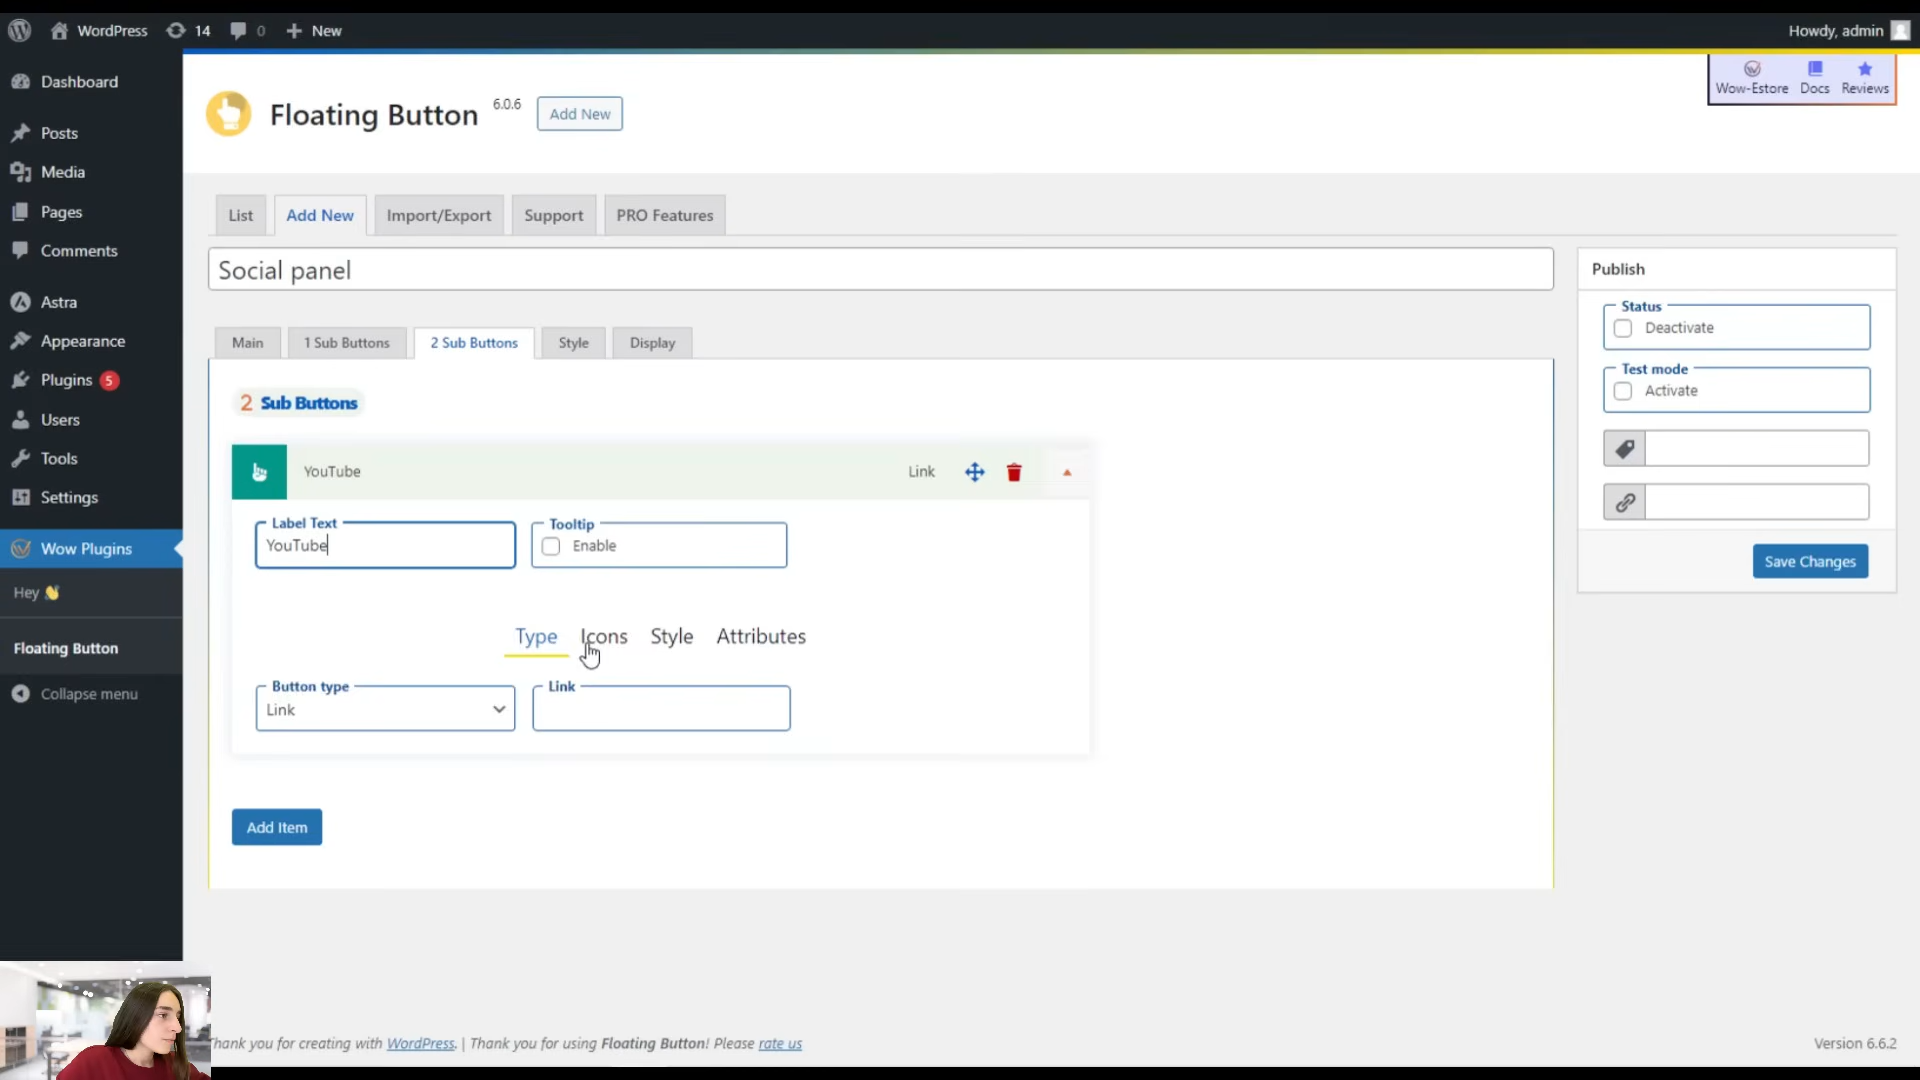 WordPress 14 0 New
Howdy, admin
Dashboard
Posts
Media
Pages
Comments
Astra
Appearance
Plugins 5
Users
Tools
Settings
Wow Plugins
Hey
Floating Button
Collapse menu
Floating Button 6.0.6 Add New
Wow-Estore Docs Reviews
List Add New Import/Export Support PRO Features
Social panel
Main 1 Sub Buttons 2 Sub Buttons Style Display
2 Sub Buttons
YouTube Link
Label Text
YouTube
Tooltip
Enable
Type Icons Style Attributes
Button type
Link
Link
Add Item
Publish
Status
Deactivate
Test mode
Activate
Save Changes
Thank you for creating with WordPress. | Thank you for using Floating Button! Please rate us
Version 6.6.2